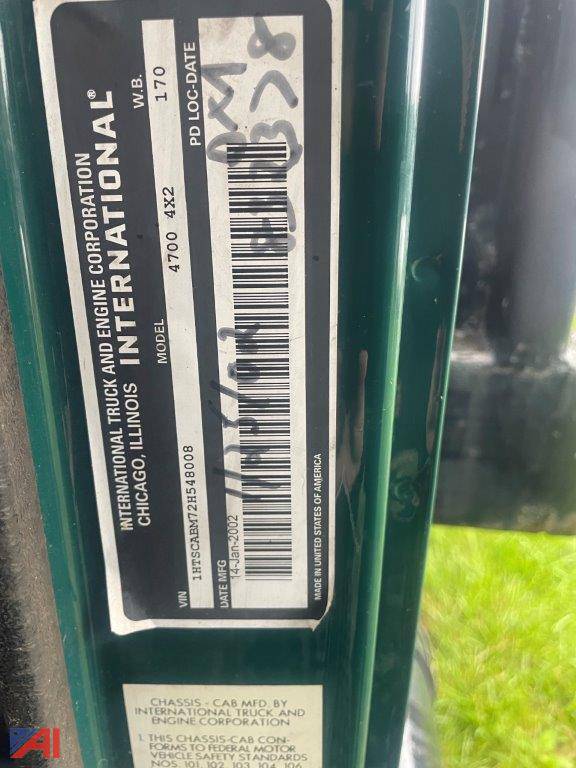 INTERNATIONAL TRUCK AND ENGINE CORPORATION
CHICAGO, ILLINOIS INTERNATIONAL®
MODEL W.B.
4700 4X2 170
VIN
1HTSCABM72H548008
DATE MFG PD LOC-DATE
14-Jan-2002
MADE IN UNITED STATES OF AMERICA
CHASSIS - CAB MFD. BY
INTERNATIONAL TRUCK AND
ENGINE CORPORATION
1. THIS CHASSIS-CAB CON-
FORMS TO FEDERAL MOTOR
VEHICLE SAFETY STANDARDS
NOS. 101, 102, 103, 104, 106
AI